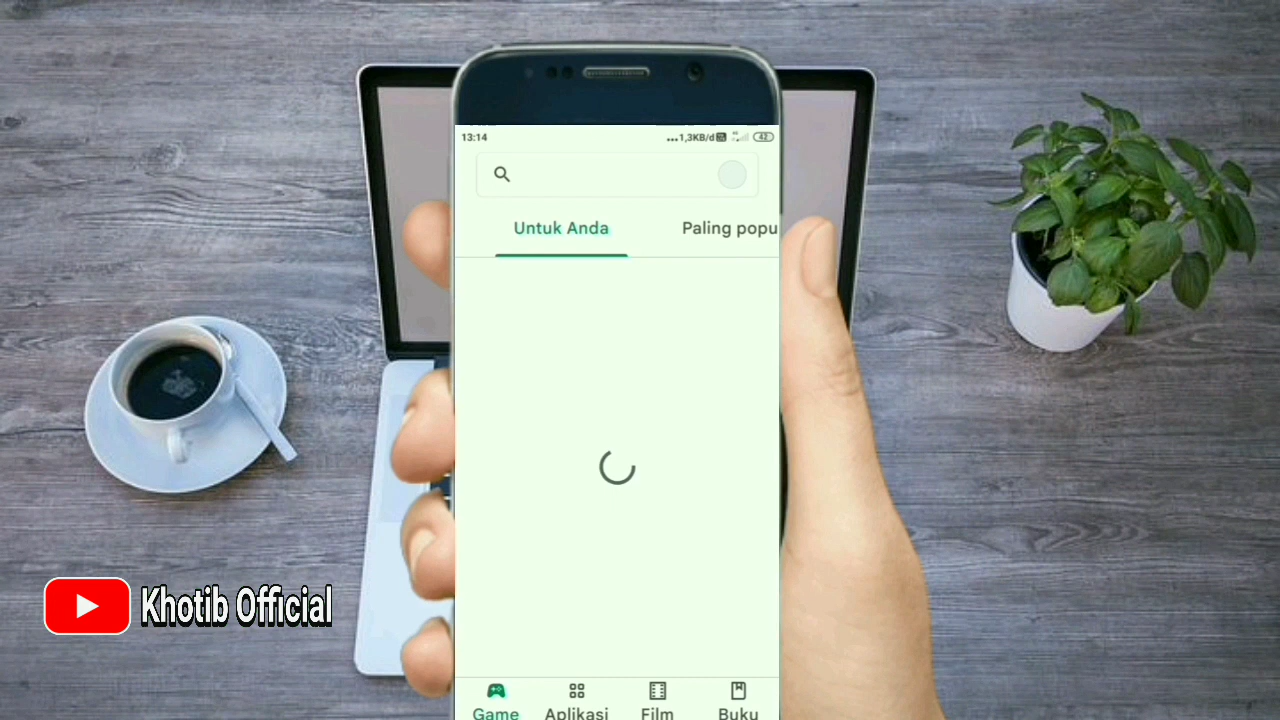 13:14
...1,3KB/d 42
Untuk Anda
Paling popu
Game
Aplikasi
Film
Buku
Khotib Official